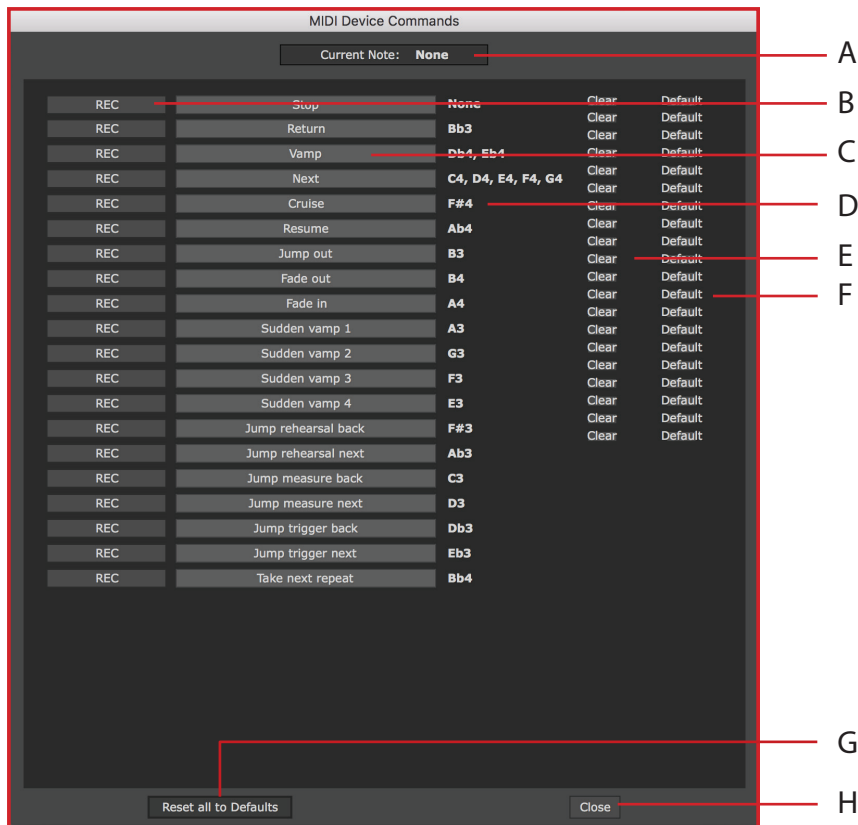 MIDI Device Commands
Current Note: None A
REC Stop None Clear Default B
REC Return Bb3 Clear Default
REC Vamp Db4, Eb4 Clear Default C
REC Next C4, D4, E4, F4, G4 Clear Default
REC Cruise F#4 Clear Default D
REC Resume Ab4 Clear Default
REC Jump out B3 Clear Default E
REC Fade out B4 Clear Default
REC Fade in A4 Clear Default F
REC Sudden vamp 1 A3 Clear Default
REC Sudden vamp 2 G3 Clear Default
REC Sudden vamp 3 F3 Clear Default
REC Sudden vamp 4 E3 Clear Default
REC Jump rehearsal back F#3 Clear Default
REC Jump rehearsal next Ab3 Clear Default
REC Jump measure back C3 Clear Default
REC Jump measure next D3 Clear Default
REC Jump trigger back Db3 Clear Default
REC Jump trigger next Eb3 Clear Default
REC Take next repeat Bb4 Clear Default
G
Reset all to Defaults Close H